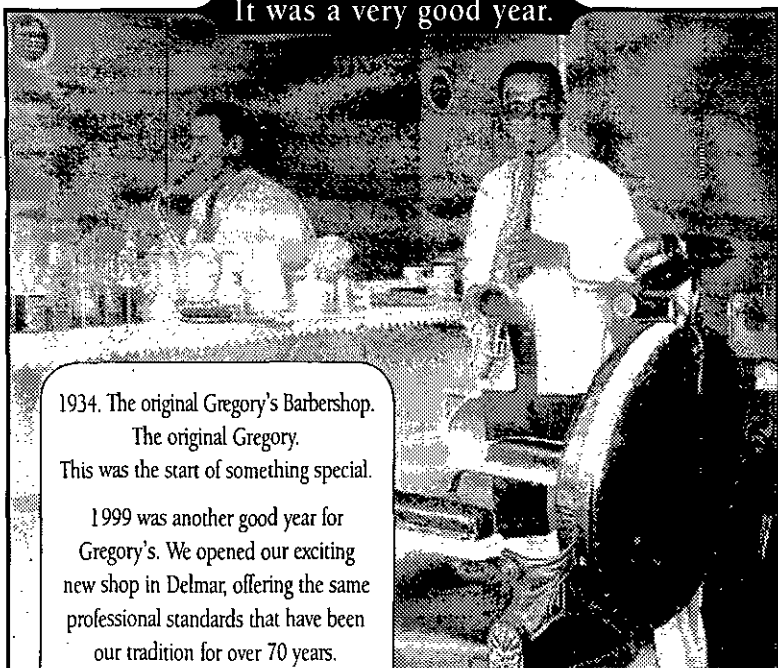 It was a very good year.
1934. The original Gregory's Barbershop.
The original Gregory.
This was the start of something special.
1999 was another good year for
Gregory's. We opened our exciting
new shop in Delmar, offering the same
professional standards that have been
our tradition for over 70 years.